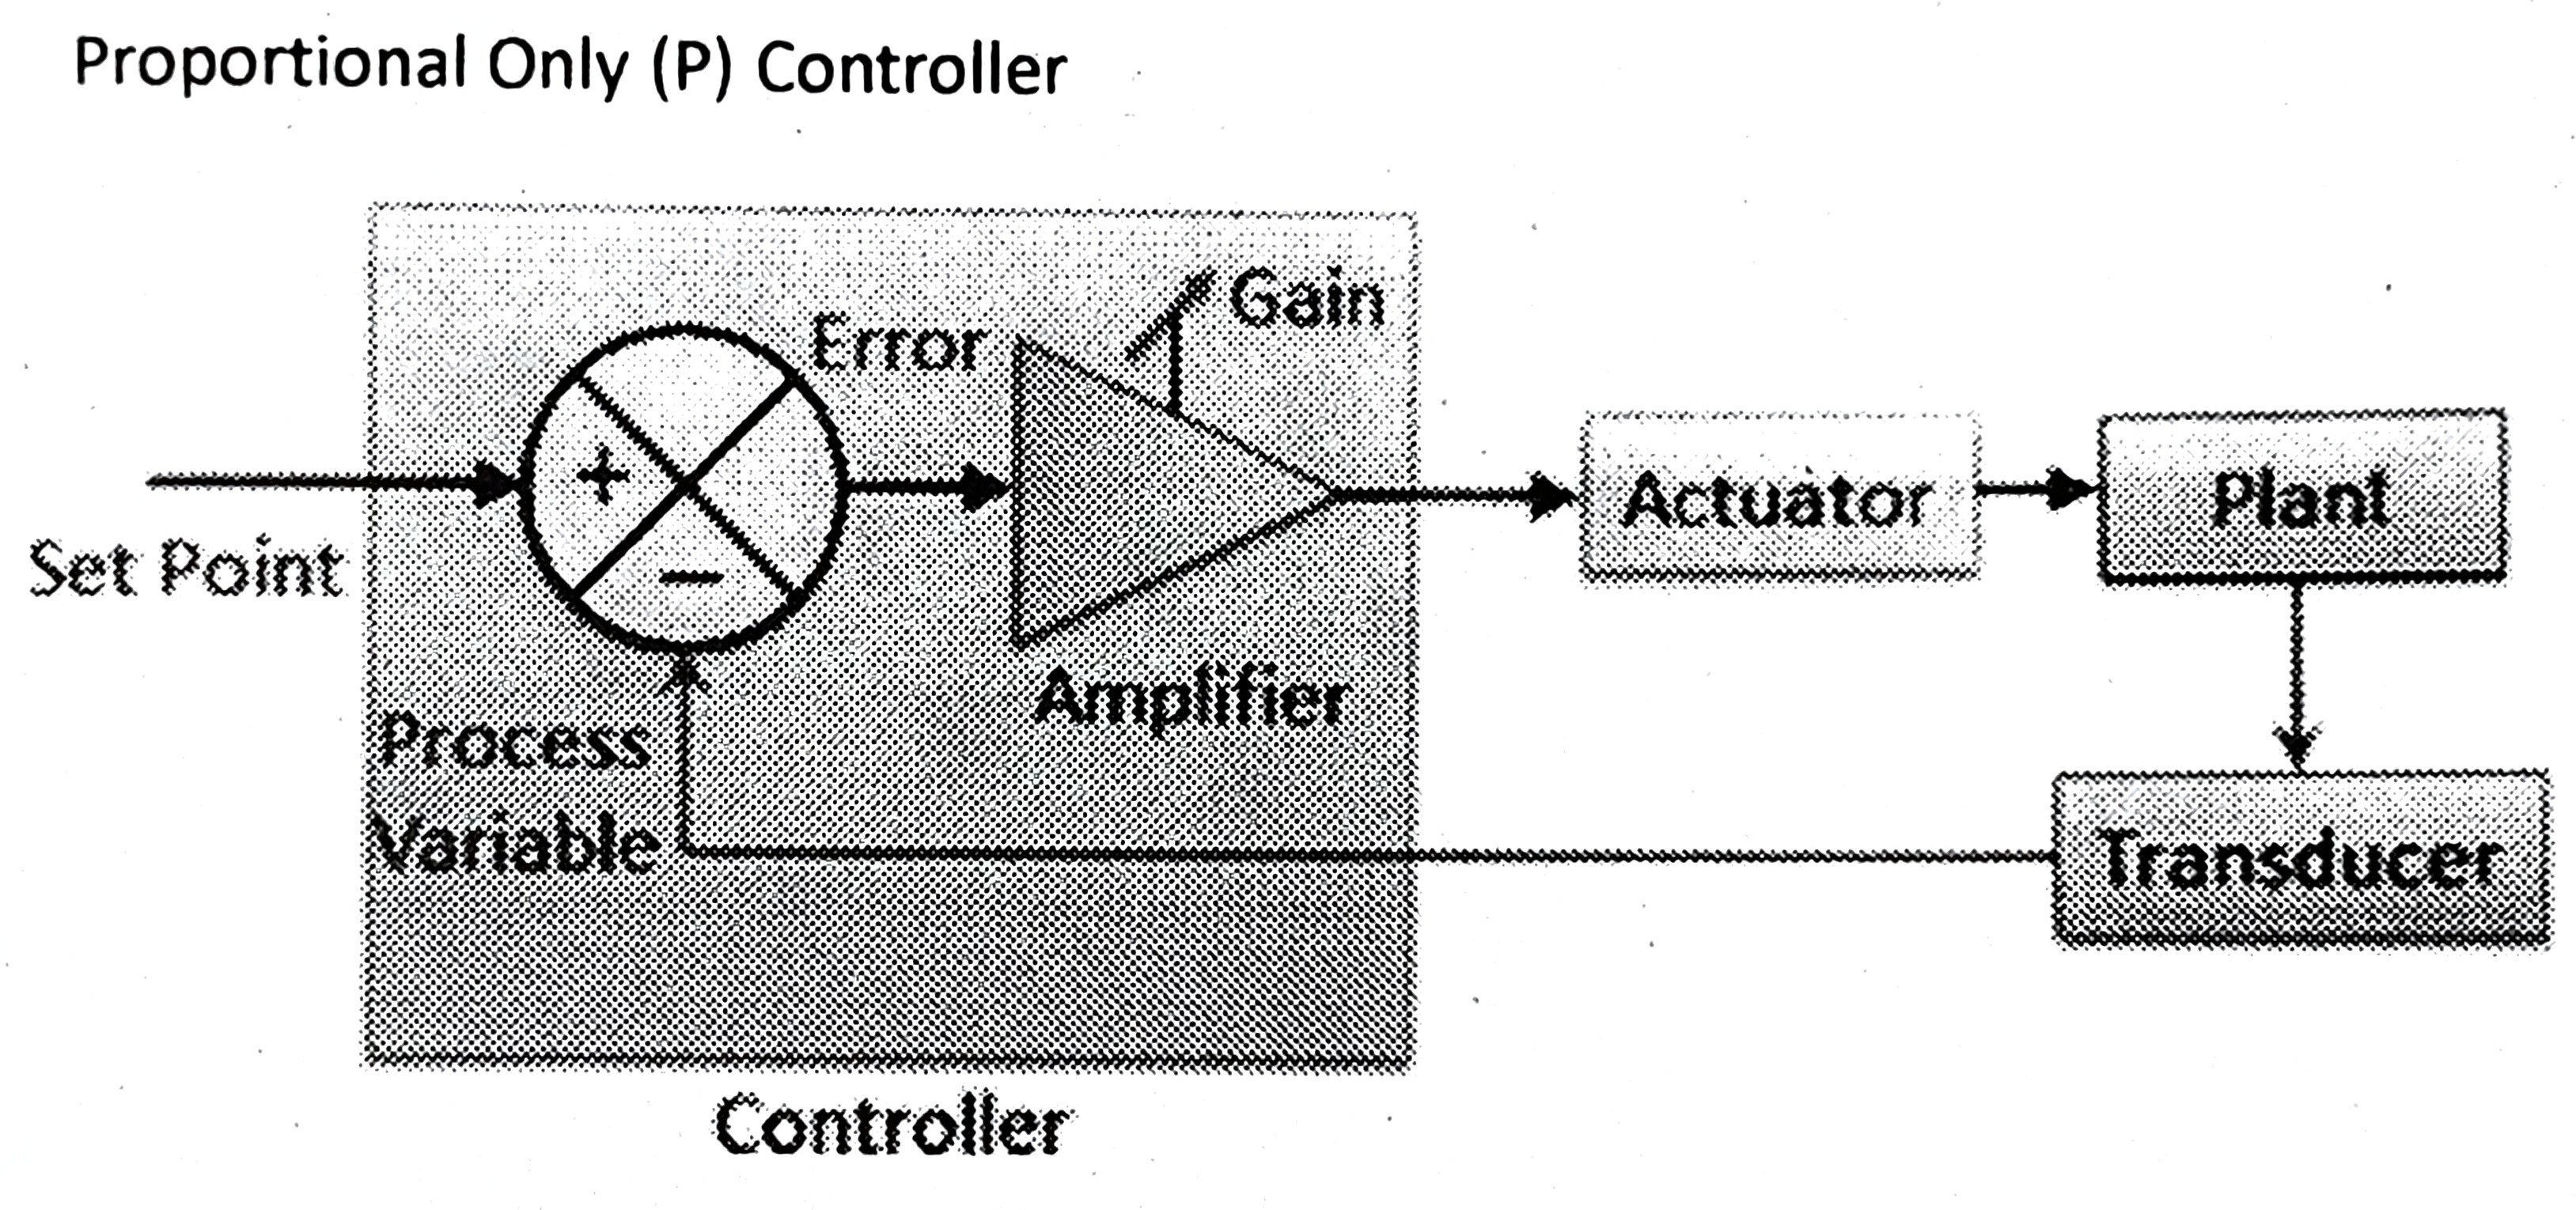 Proportional Only (P) Controller
Gain
Error
+
Actuator
Plant
Set Point
−
Amplifier
Process
Variable
Transducer
Controller